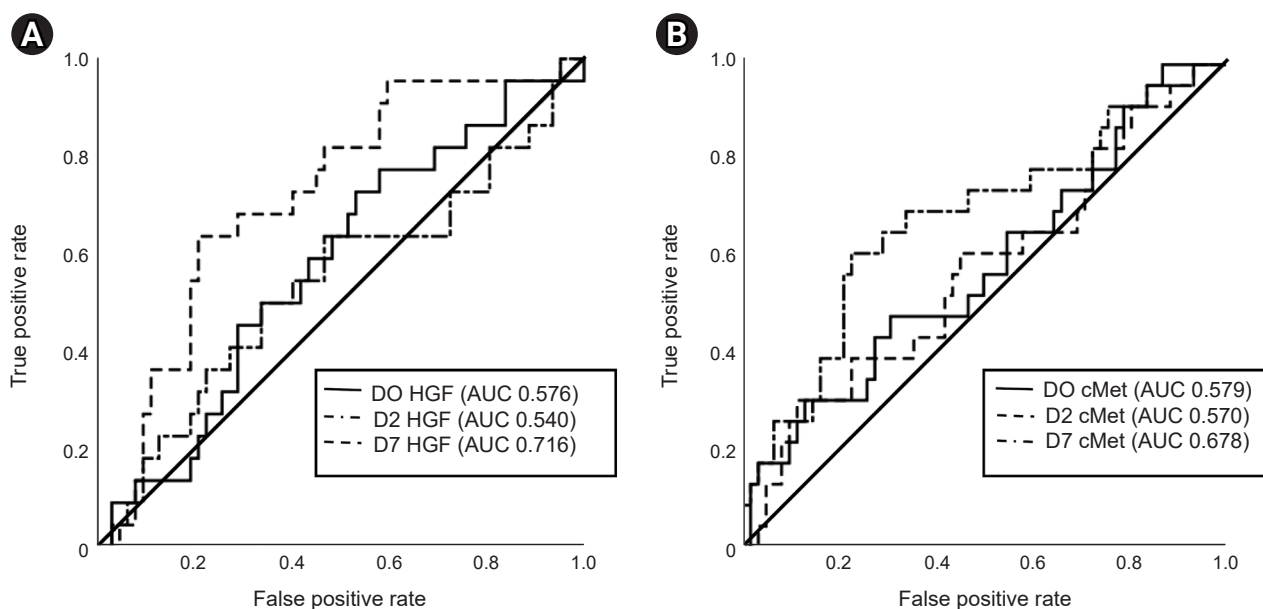 A
1.0
0.8
0.6
0.4
0.2
0
True positive rate
0.2 0.4 0.6 0.8 1.0
False positive rate
DO HGF (AUC 0.576)
D2 HGF (AUC 0.540)
D7 HGF (AUC 0.716)
B
1.0
0.8
0.6
0.4
0.2
0
True positive rate
0.2 0.4 0.6 0.8 1.0
False positive rate
DO cMet (AUC 0.579)
D2 cMet (AUC 0.570)
D7 cMet (AUC 0.678)